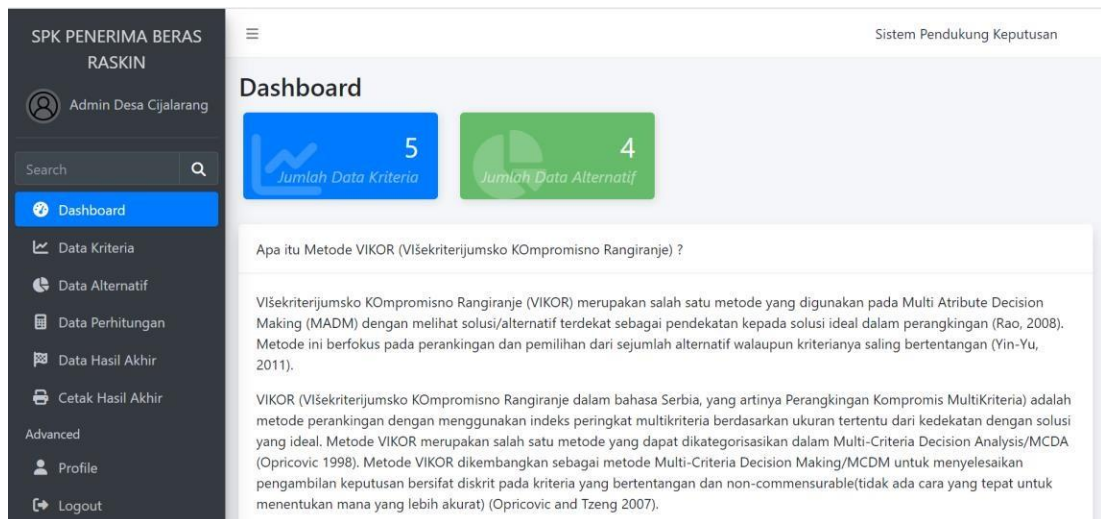 SPK PENERIMA BERAS
RASKIN
Admin Desa Cijalarang
Search
Dashboard
Data Kriteria
Data Alternatif
Data Perhitungan
Data Hasil Akhir
Cetak Hasil Akhir
Advanced
Profile
Logout
Sistem Pendukung Keputusan
Dashboard
5
Jumlah Data Kriteria
4
Jumlah Data Alternatif
Apa itu Metode VIKOR (VIšekriterijumsko KOmpromisno Rangiranje) ?
VIšekriterijumsko KOmpromisno Rangiranje (VIKOR) merupakan salah satu metode yang digunakan pada Multi Atribute Decision
Making (MADM) dengan melihat solusi/alternatif terdekat sebagai pendekatan kepada solusi ideal dalam perangkingan (Rao, 2008).
Metode ini berfokus pada perankingan dan pemilihan dari sejumlah alternatif walaupun kriterianya saling bertentangan (Yin-Yu,
2011).
VIKOR (VIšekriterijumsko KOmpromisno Rangiranje dalam bahasa Serbia, yang artinya Perangkingan Kompromis MultiKriteria) adalah
metode perankingan dengan menggunakan indeks peringkat multikriteria berdasarkan ukuran tertentu dari kedekatan dengan solusi
yang ideal. Metode VIKOR merupakan salah satu metode yang dapat dikategorisasikan dalam Multi-Criteria Decision Analysis/MCDA
(Opricovic 1998). Metode VIKOR dikembangkan sebagai metode Multi-Criteria Decision Making/MCDM untuk menyelesaikan
pengambilan keputusan bersifat diskrit pada kriteria yang bertentangan dan non-commensurable(tidak ada cara yang tepat untuk
menentukan mana yang lebih akurat) (Opricovic and Tzeng 2007).